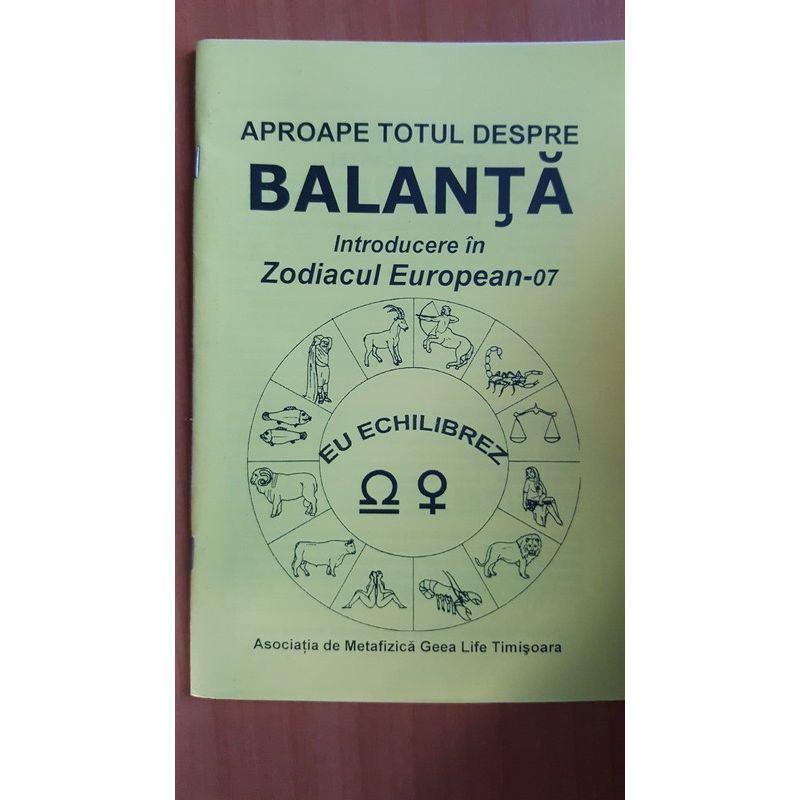 APROAPE TOTUL DESPRE
BALANŢĂ
Introducere în
Zodiacul European-07
EU ECHILIBREZ
♎ ♀
Asociaţia de Metafizică Geea Life Timişoara